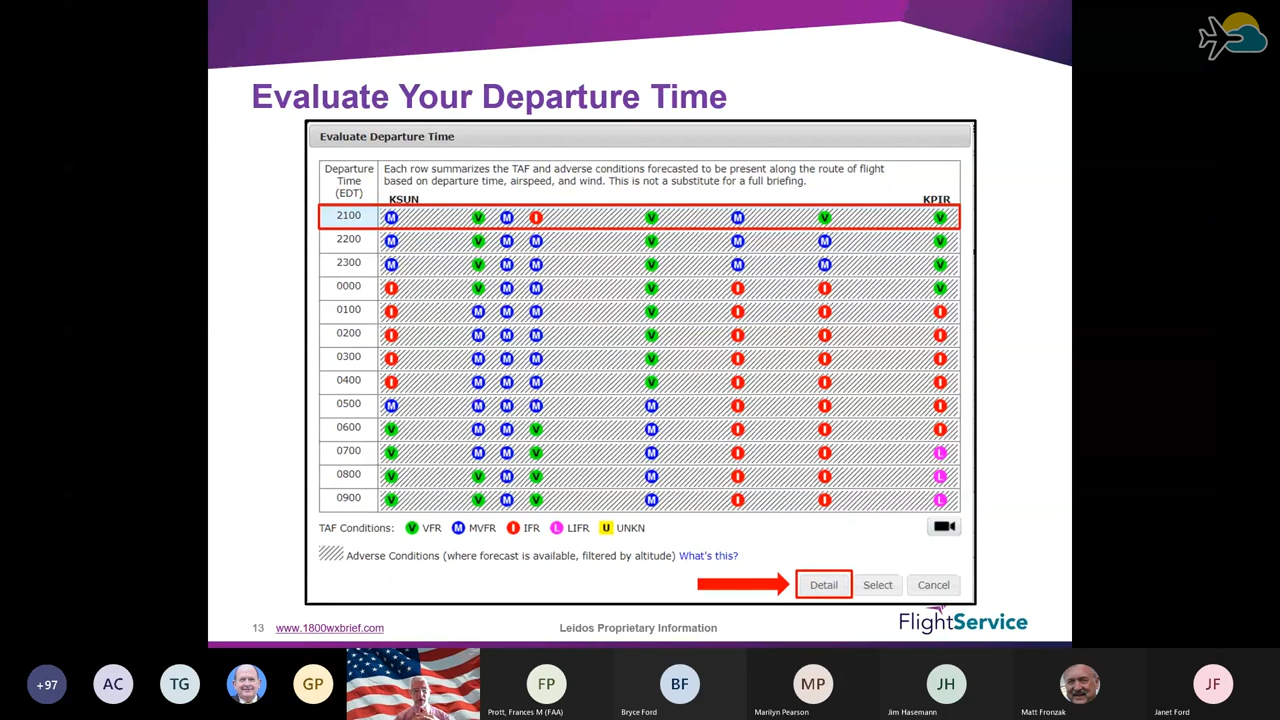 Evaluate Your Departure Time
Evaluate Departure Time
Departure
Time
(EDT)
Each row summarizes the TAF and adverse conditions forecasted to be present along the route of flight
based on departure time, airspeed, and wind. This is not a substitute for a full briefing.
KSUN KPIR
2100 M V M I V M V V
2200 M V M M V M M V
2300 M V M M V M M V
0000 I V M M V I I V
0100 I M M M V I I I
0200 I M M M V I I I
0300 I M M M V I I I
0400 I M M M V I I I
0500 M M M M M I I I
0600 V M M V M I I I
0700 V M M V M I I L
0800 V V M V M I I L
0900 V V M V M I I L
TAF Conditions: V VFR M MVFR I IFR L LIFR U UNKN
Adverse Conditions (where forecast is available, filtered by altitude) What's this?
Detail Select Cancel
13 www.1800wxbrief.com Leidos Proprietary Information FlightService
+97 AC TG GP FP BF MP JH JF
Prott, Frances M (FAA) Bryce Ford Marilyn Pearson Jim Hasemann Matt Fronzak Janet Ford